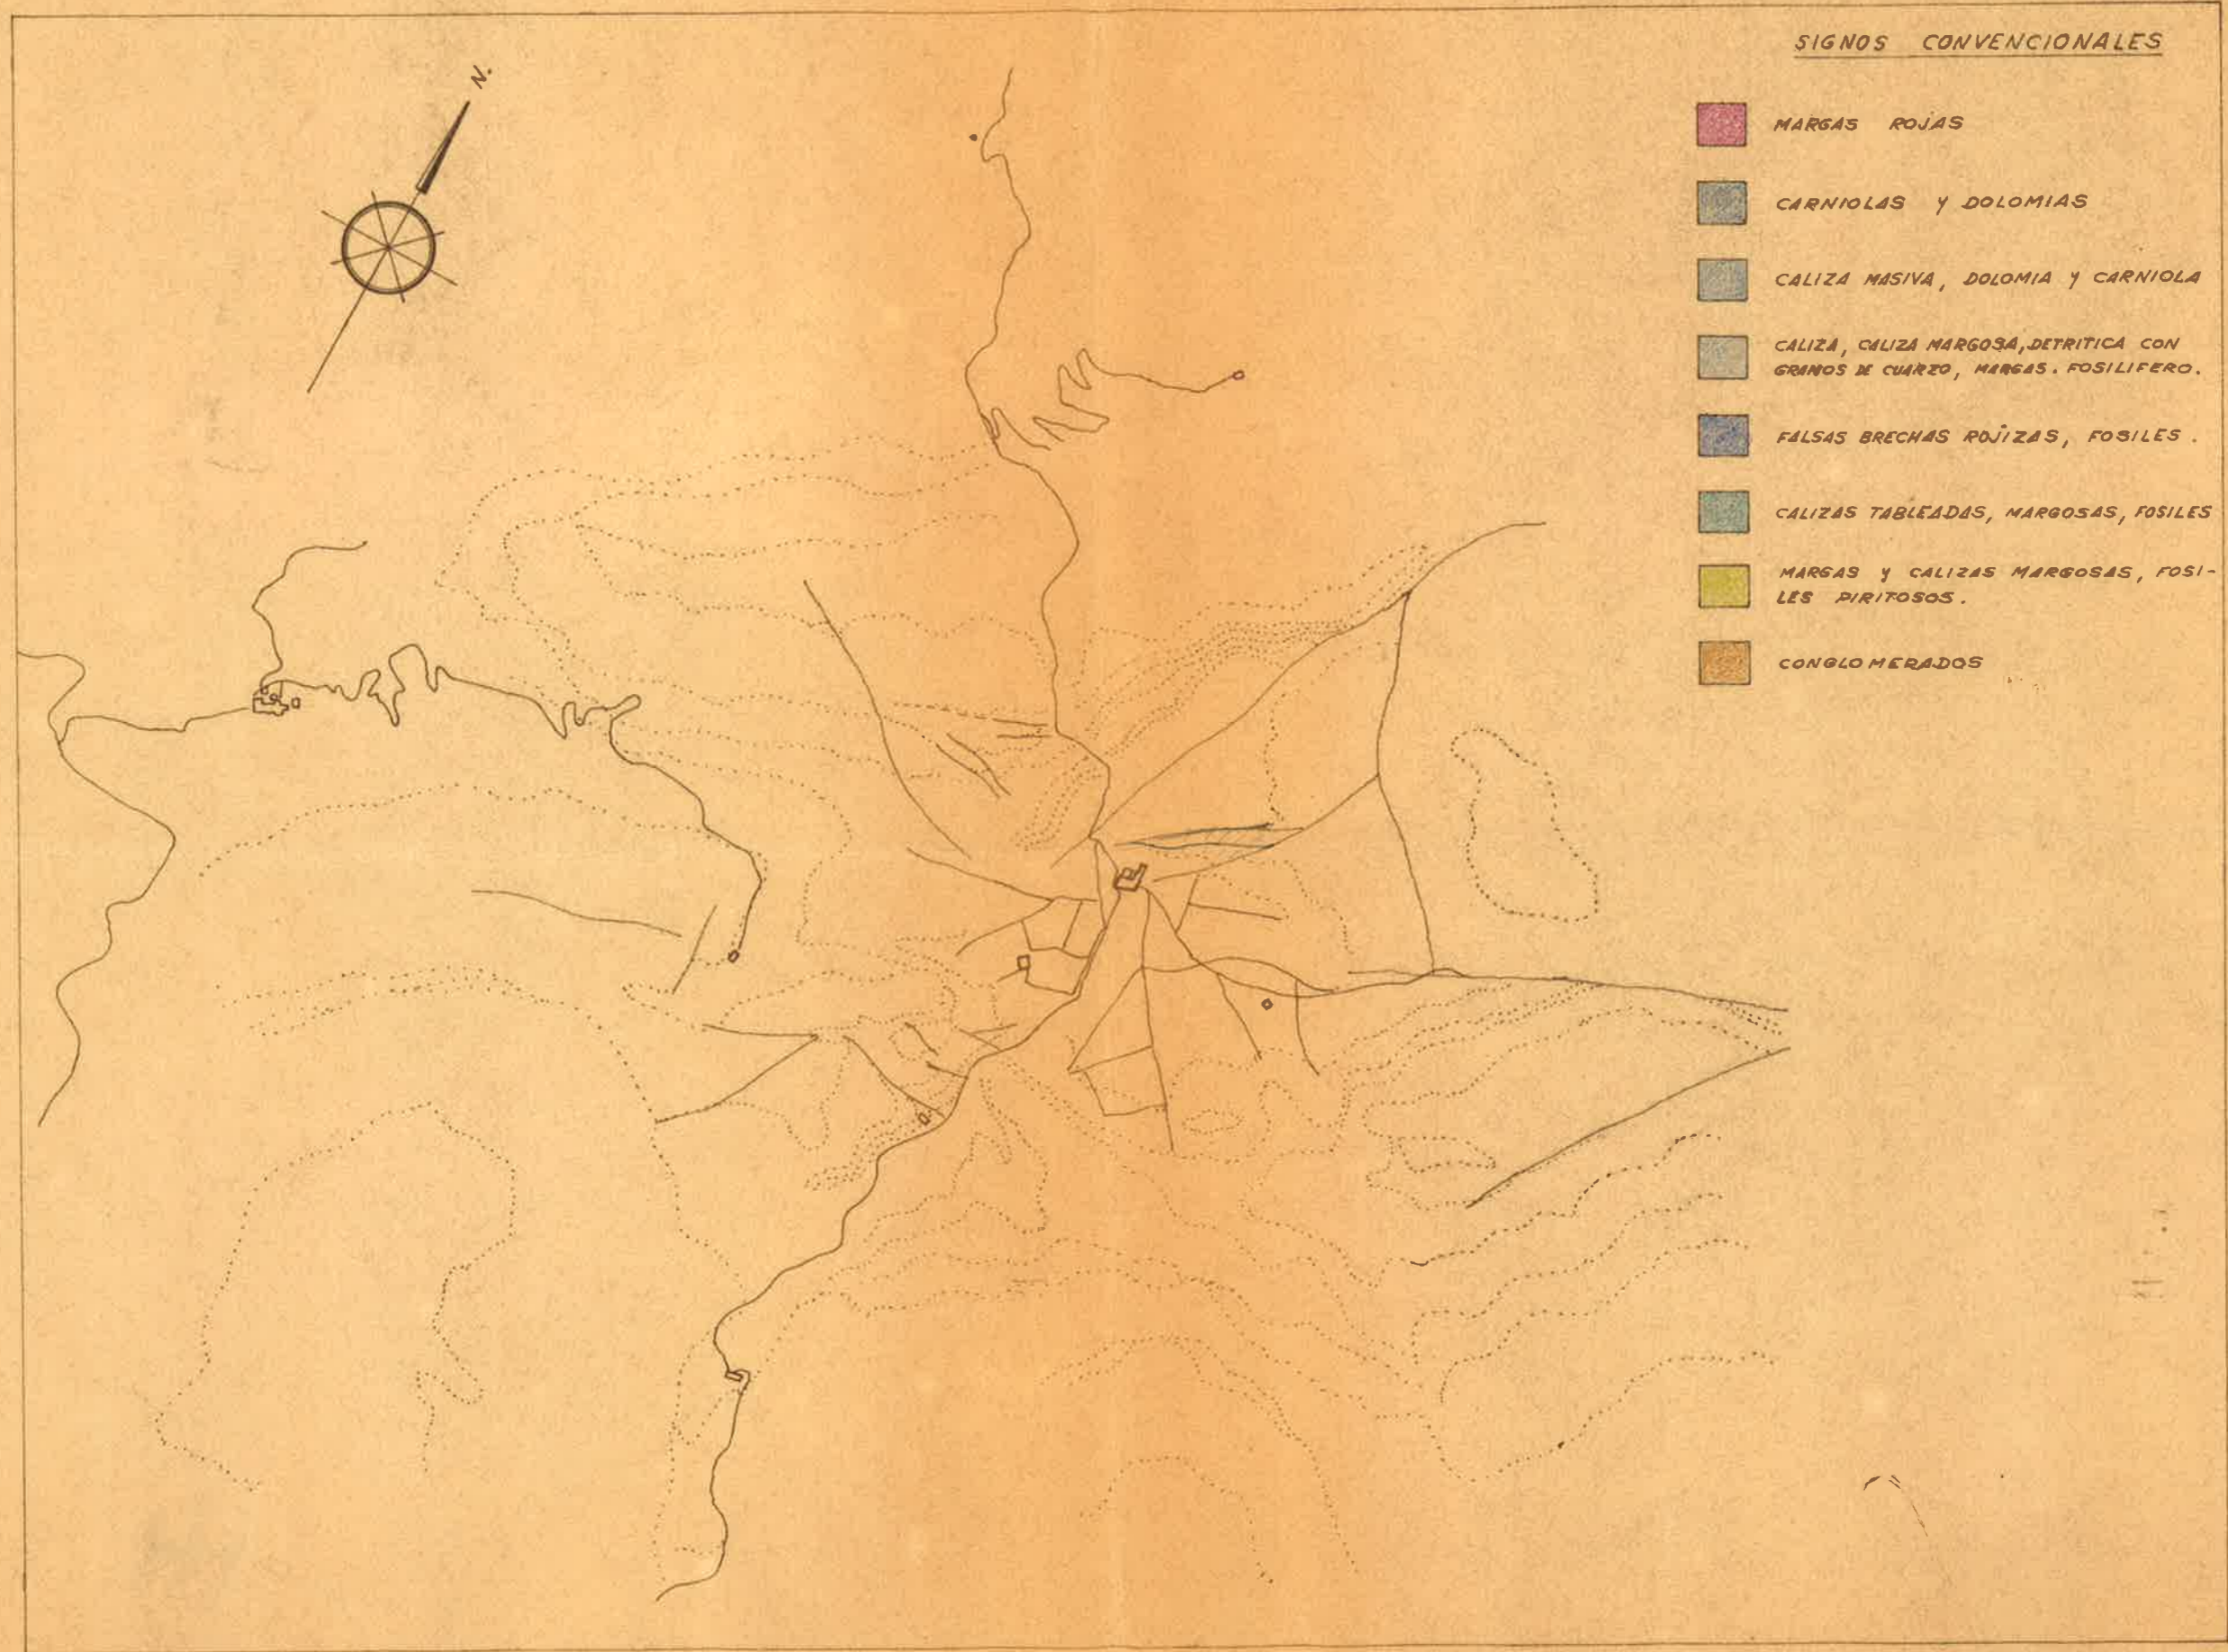 N.
SIGNOS CONVENCIONALES
MARGAS ROJAS
CARNIOLAS Y DOLOMIAS
CALIZA MASIVA, DOLOMIA Y CARNIOLA
CALIZA, CALIZA MARGOSA, DETRITICA CON
GRANOS DE CUARZO, MARGAS. FOSILIFERO.
FALSAS BRECHAS ROJIZAS, FOSILES.
CALIZAS TABLEADAS, MARGOSAS, FOSILES
MARGAS Y CALIZAS MARGOSAS, FOSI-
LES PIRITOSOS.
CONGLOMERADOS